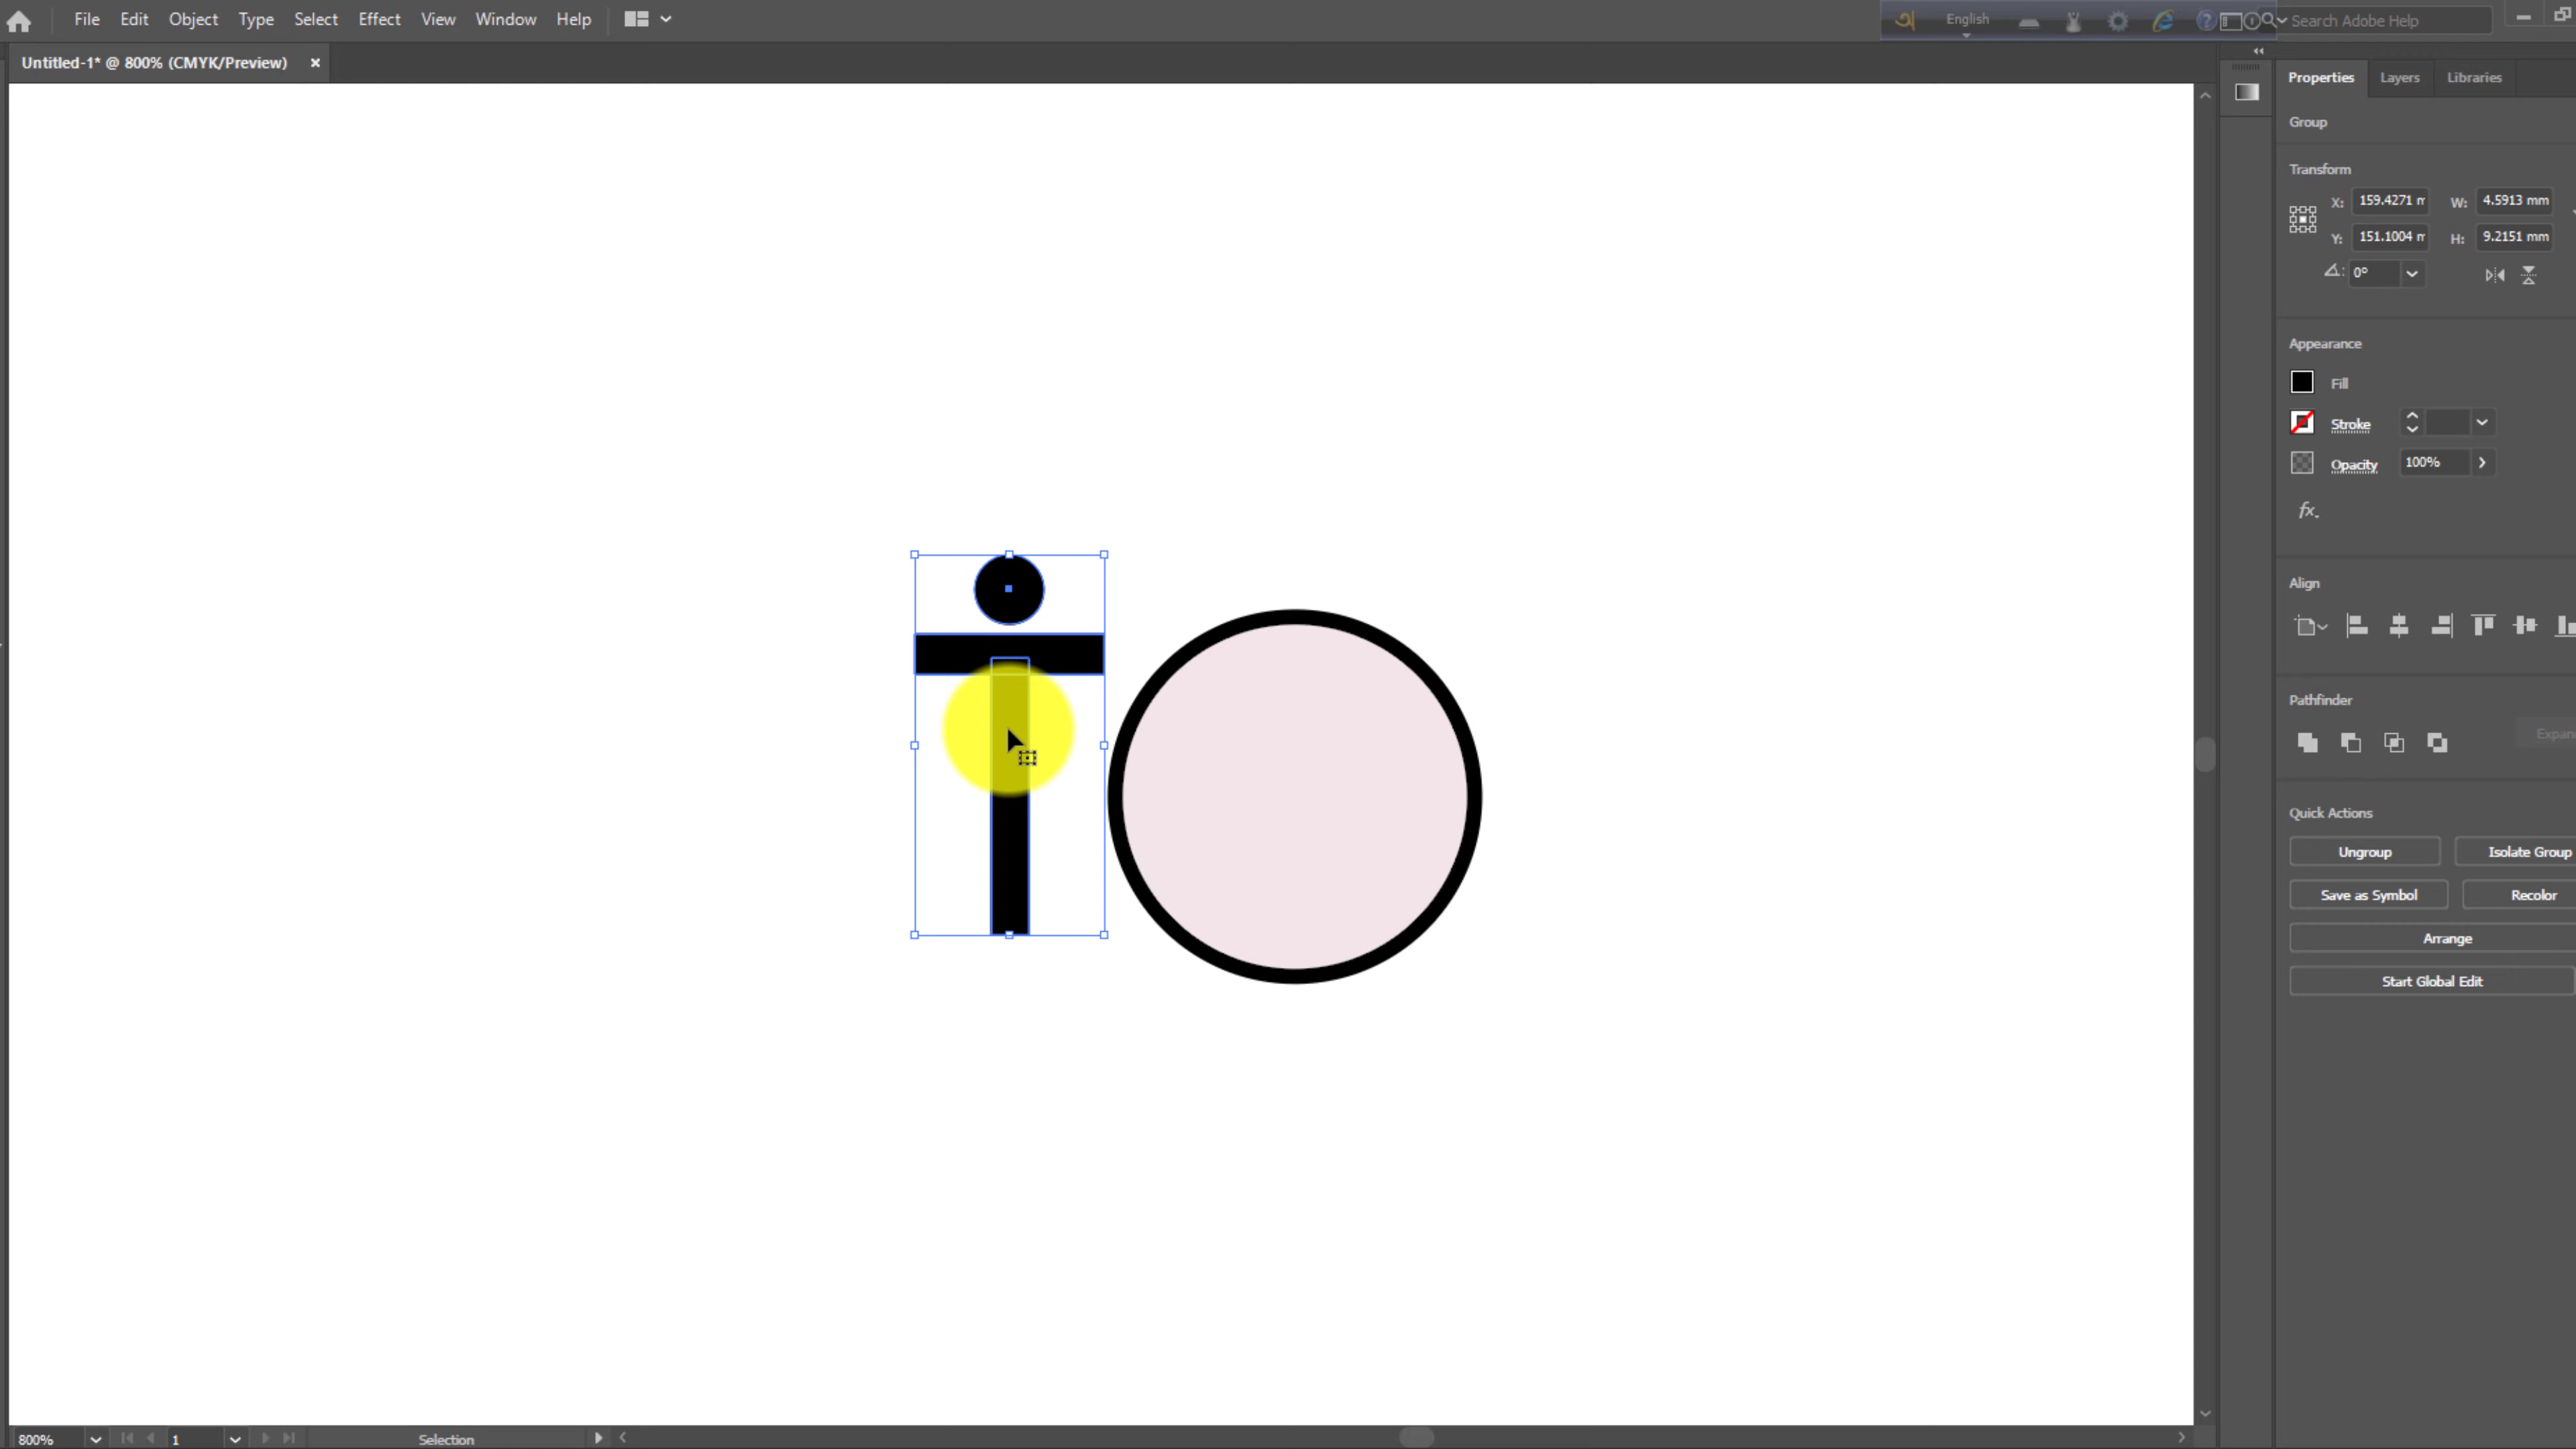 File Edit Object Type Select Effect View Window Help
অ English Search Adobe Help
Untitled-1* @ 800% (CMYK/Preview) ×
Properties Layers Libraries
Group
Transform
X: 159.4271 m W: 4.5913 mm
Y: 151.1004 m H: 9.2151 mm
0°
Appearance
Fill
Stroke
Opacity 100%
fx.
Align
Pathfinder
Expan
Quick Actions
Ungroup Isolate Group
Save as Symbol Recolor
Arrange
Start Global Edit
800% 1 Selection